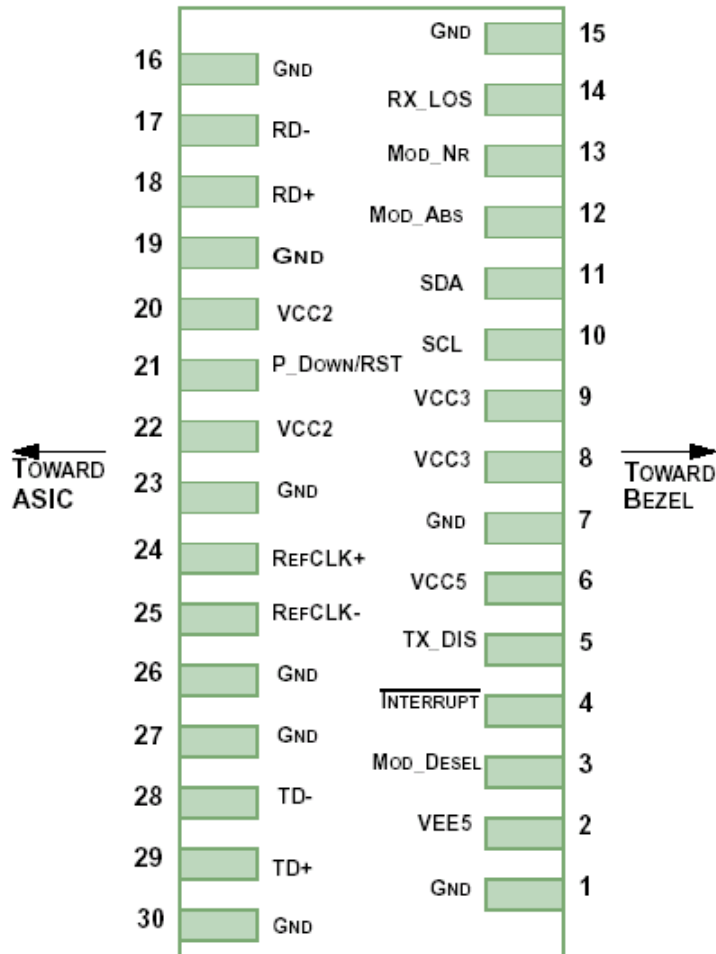 GND 15
16 GND
RX_LOS 14
17 RD-
MOD_NR 13
18 RD+
MOD_ABS 12
19 GND
SDA 11
20 VCC2
SCL 10
21 P_DOWN/RST
VCC3 9
22 VCC2
TOWARD
ASIC
VCC3 8
TOWARD
BEZEL
23 GND
GND 7
24 REFCLK+
VCC5 6
25 REFCLK-
TX_DIS 5
26 GND
INTERRUPT 4
27 GND
MOD_DESEL 3
28 TD-
VEE5 2
29 TD+
GND 1
30 GND